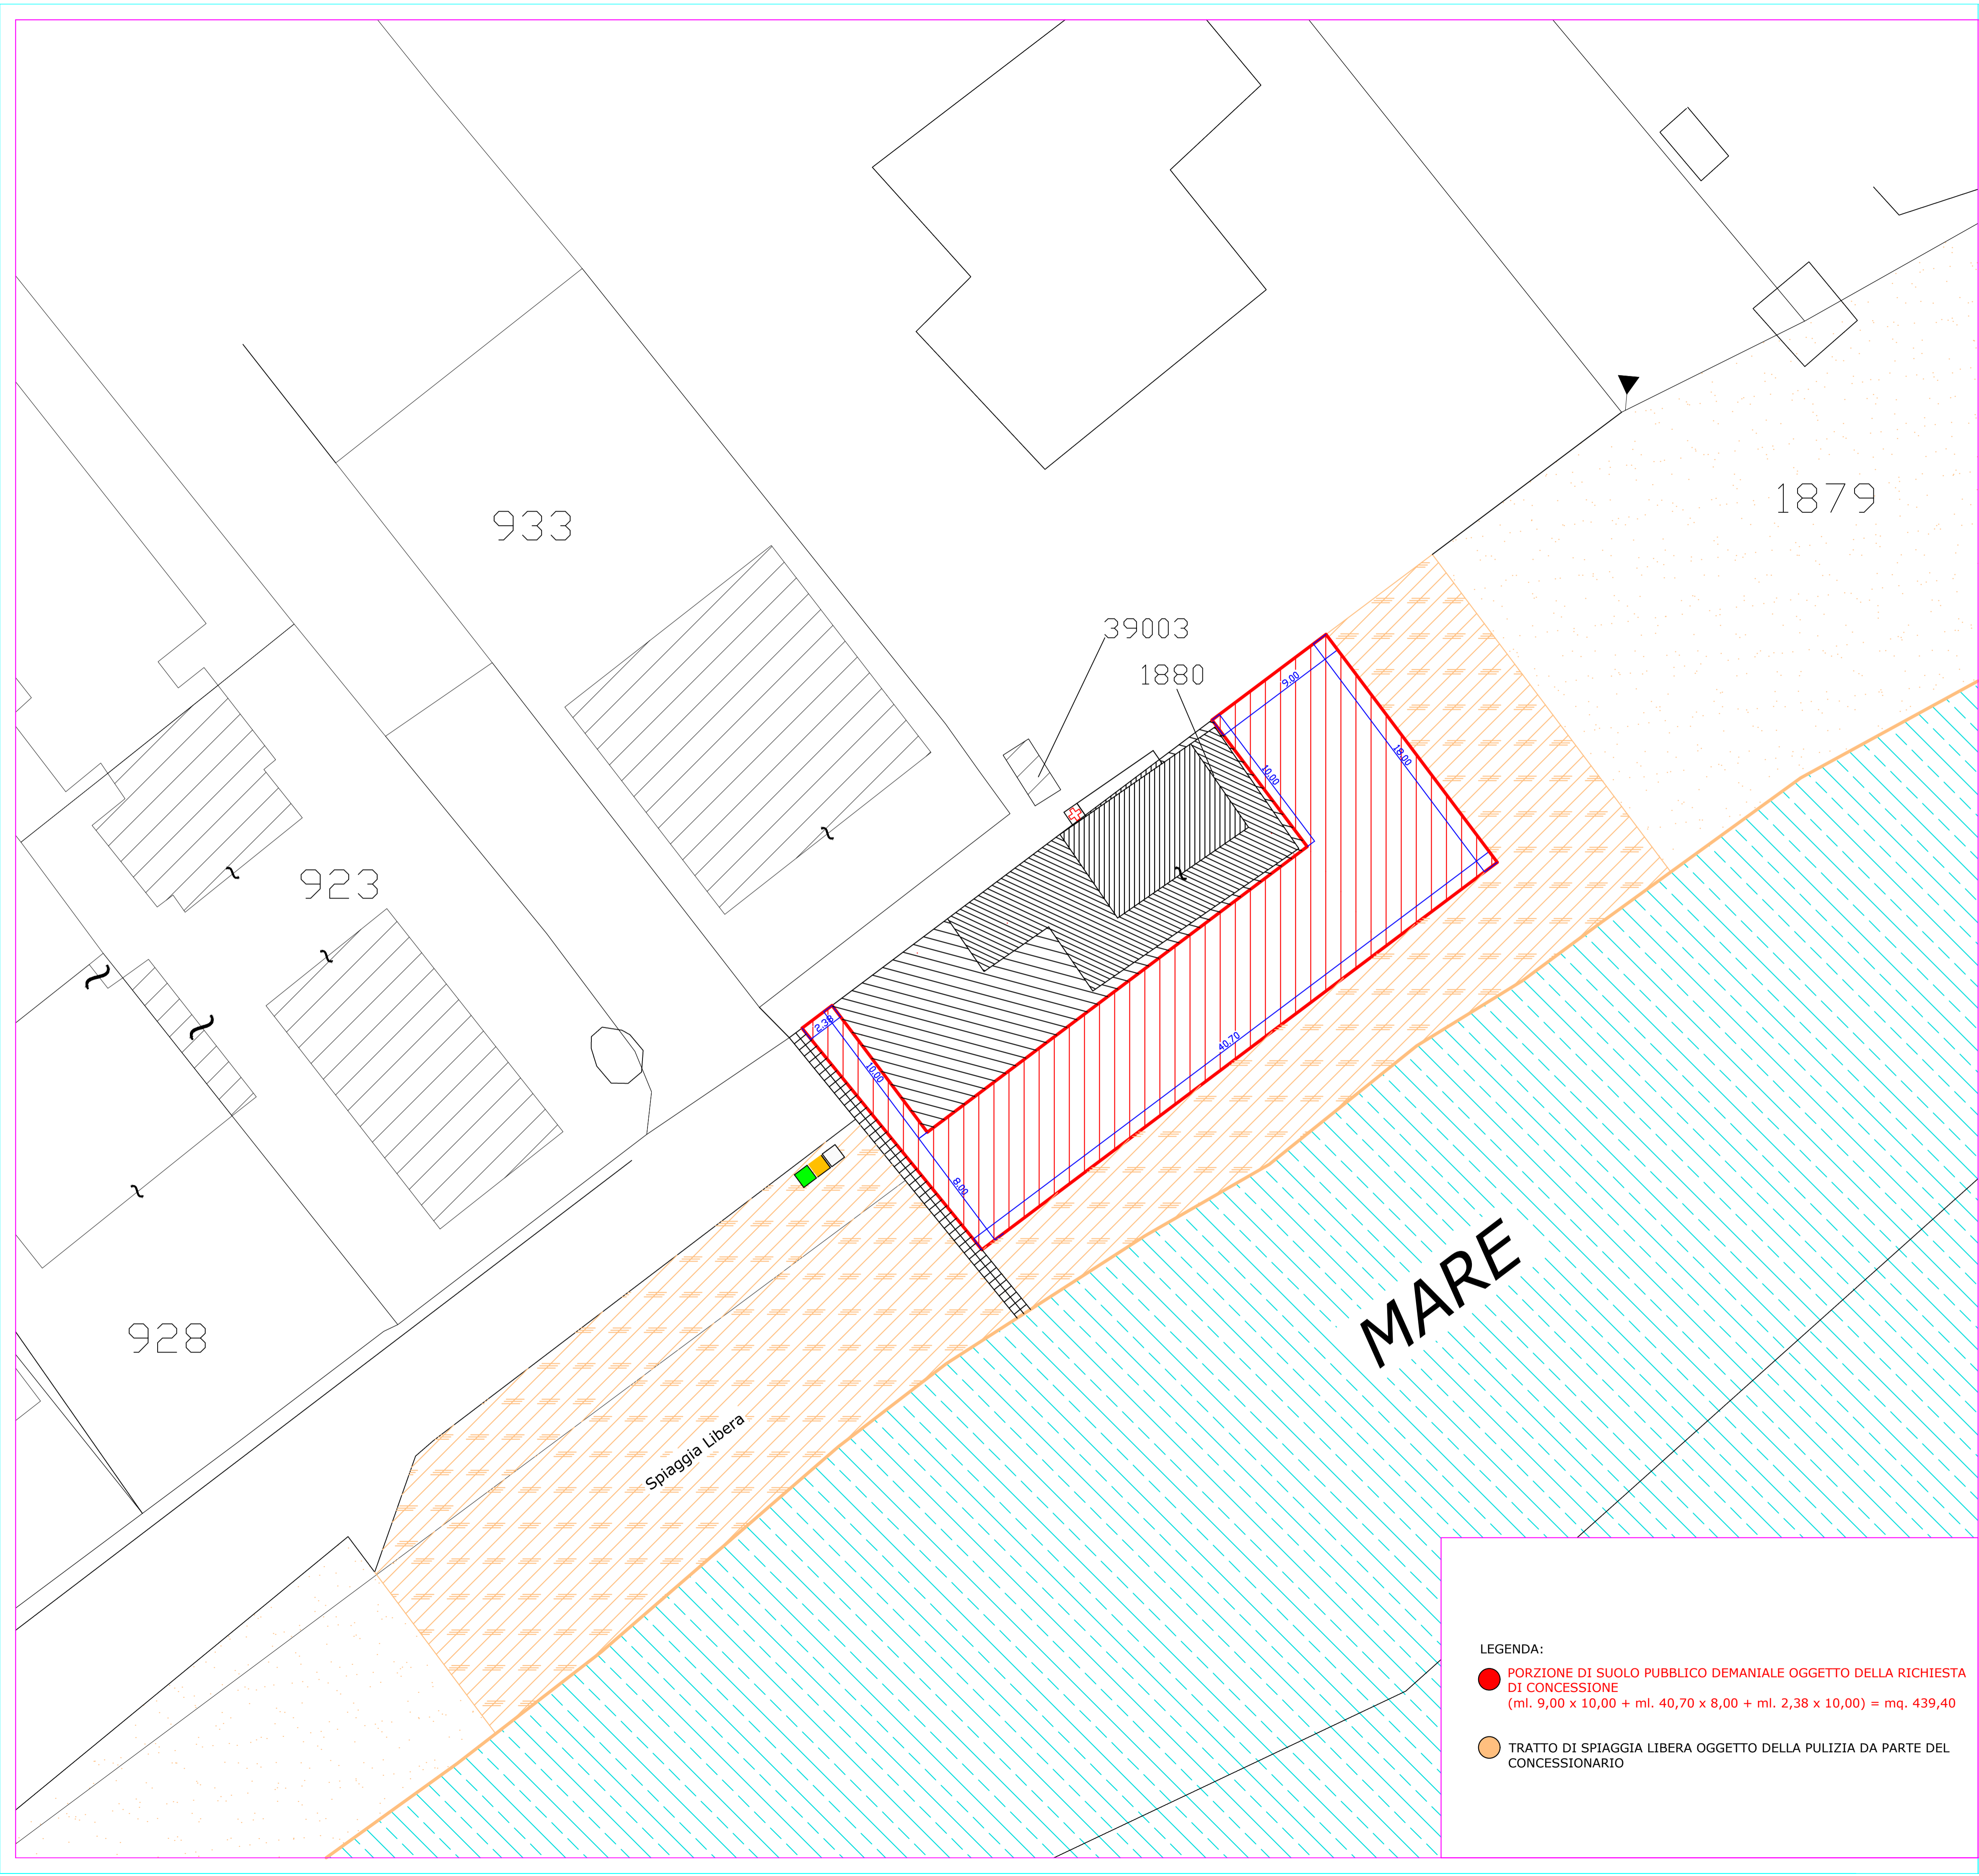 1879
933
39003
1880
9.00
18.00
10.00
923
2.38
40.70
10.00
8.00
MARE
928
Spiaggia Libera
LEGENDA:
PORZIONE DI SUOLO PUBBLICO DEMANIALE OGGETTO DELLA RICHIESTA
DI CONCESSIONE
(ml. 9,00 x 10,00 + ml. 40,70 x 8,00 + ml. 2,38 x 10,00) = mq. 439,40
TRATTO DI SPIAGGIA LIBERA OGGETTO DELLA PULIZIA DA PARTE DEL
CONCESSIONARIO